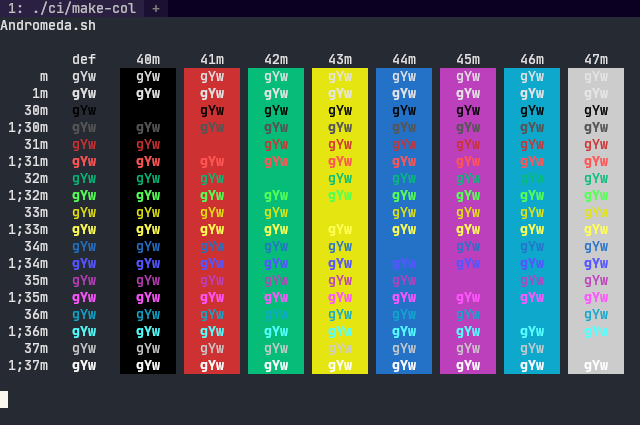 1: ./ci/make-col +
Andromeda.sh
def 40m 41m 42m 43m 44m 45m 46m 47m
m gYw gYw gYw gYw gYw gYw gYw gYw gYw
1m gYw gYw gYw gYw gYw gYw gYw gYw gYw
30m gYw gYw gYw gYw gYw gYw gYw gYw
1;30m gYw gYw gYw gYw gYw gYw gYw gYw gYw
31m gYw gYw gYw gYw gYw gYw gYw gYw
1;31m gYw gYw gYw gYw gYw gYw gYw gYw gYw
32m gYw gYw gYw gYw gYw gYw gYw gYw
1;32m gYw gYw gYw gYw gYw gYw gYw gYw gYw
33m gYw gYw gYw gYw gYw gYw gYw gYw
1;33m gYw gYw gYw gYw gYw gYw gYw gYw gYw
34m gYw gYw gYw gYw gYw gYw gYw gYw
1;34m gYw gYw gYw gYw gYw gYw gYw gYw gYw
35m gYw gYw gYw gYw gYw gYw gYw gYw
1;35m gYw gYw gYw gYw gYw gYw gYw gYw gYw
36m gYw gYw gYw gYw gYw gYw gYw gYw
1;36m gYw gYw gYw gYw gYw gYw gYw gYw gYw
37m gYw gYw gYw gYw gYw gYw gYw gYw
1;37m gYw gYw gYw gYw gYw gYw gYw gYw gYw